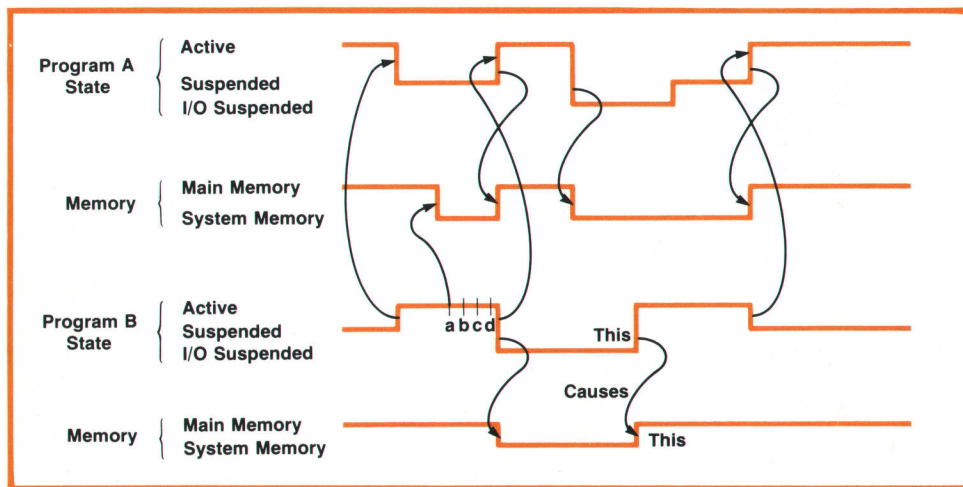 Program A
State
Active
Suspended
I/O Suspended
Memory
Main Memory
System Memory
Program B
State
Active
Suspended
I/O Suspended
a b c d
This
Causes
This
Memory
Main Memory
System Memory